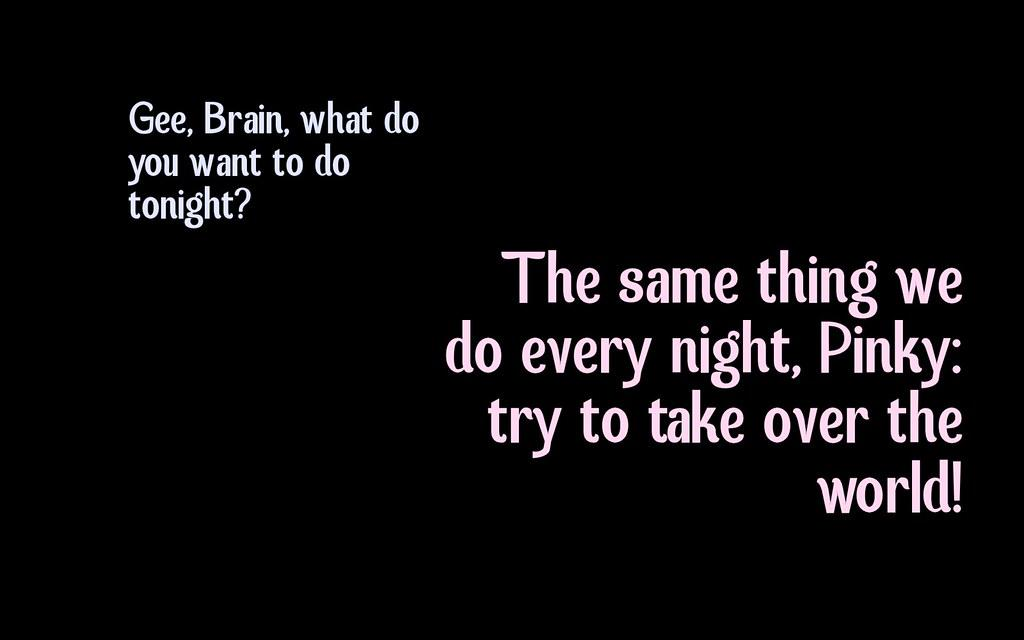 Gee, Brain, what do
you want to do
tonight?
The same thing we
do every night, Pinky:
try to take over the
world!